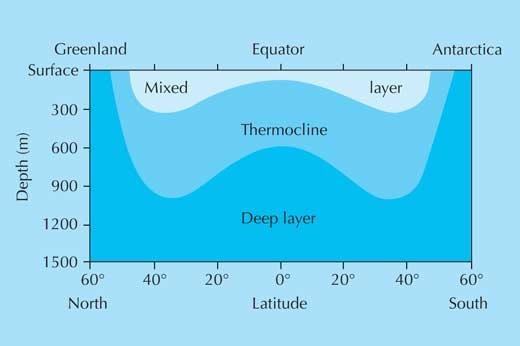 Greenland Equator Antarctica
Surface
Mixed layer
300
Thermocline
600
Depth (m)
900
Deep layer
1200
1500
60° 40° 20° 0° 20° 40° 60°
North Latitude South